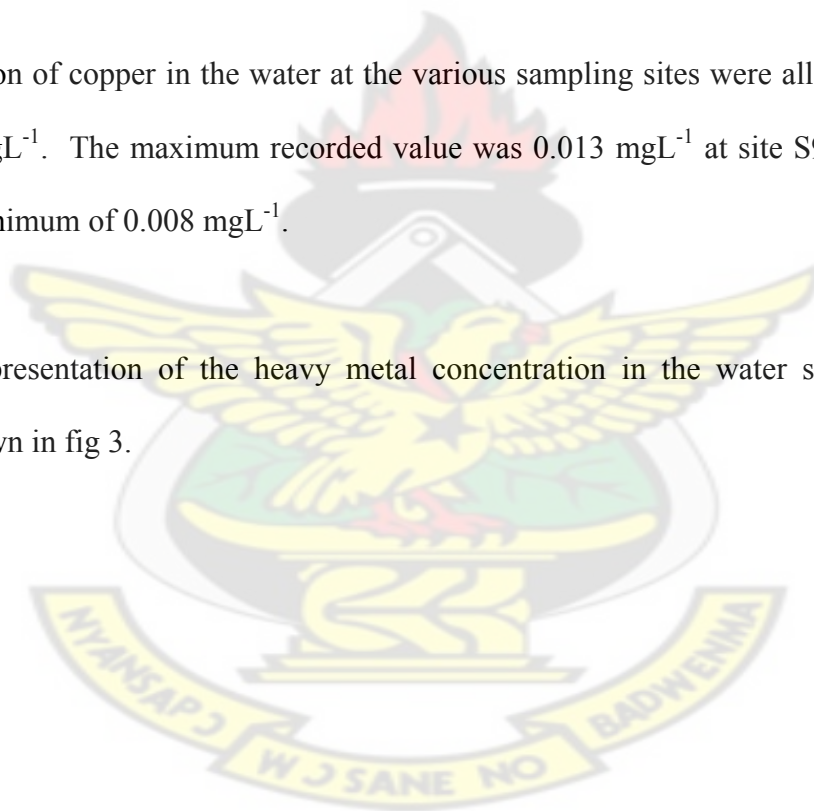 on of copper in the water at the various sampling sites were all
gL⁻¹. The maximum recorded value was 0.013 mgL⁻¹ at site S9
nimum of 0.008 mgL⁻¹.
presentation of the heavy metal concentration in the water s
wn in fig 3.
NYANSAPƆ WƆSANE NO BADWENMA